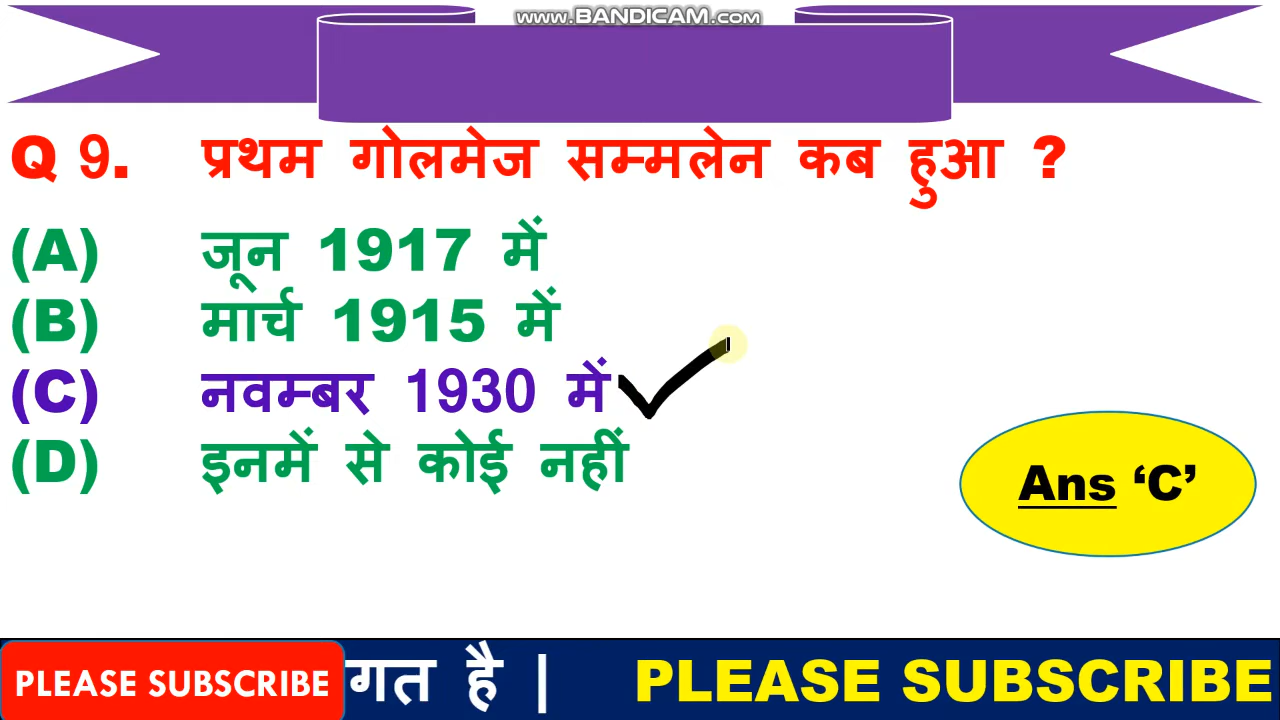 www.BANDICAM.com
Q 9. प्रथम गोलमेज सम्मलेन कब हुआ ?
(A) जून 1917 में
(B) मार्च 1915 में
(C) नवम्बर 1930 में
(D) इनमें से कोई नहीं
Ans ‘C’
PLEASE SUBSCRIBE गत है | PLEASE SUBSCRIBE